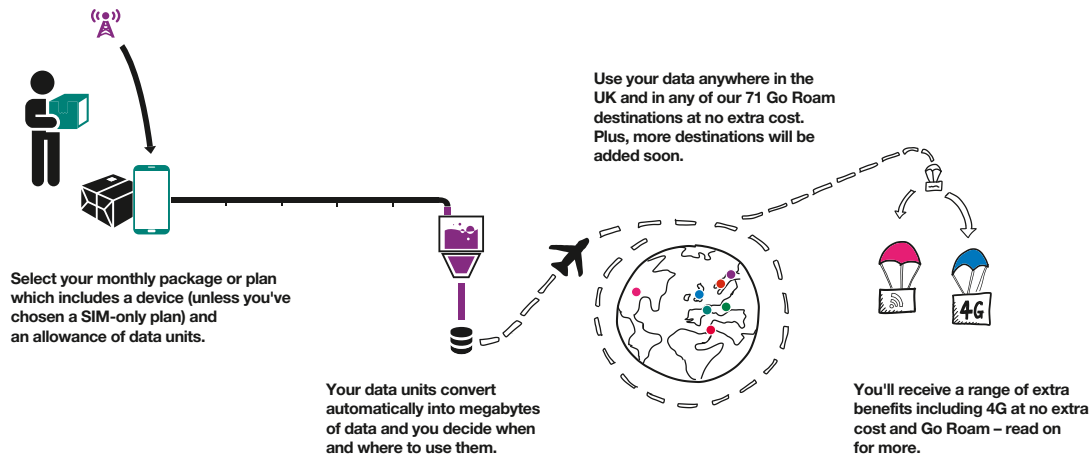 Select your monthly package or plan
which includes a device (unless you've
chosen a SIM-only plan) and
an allowance of data units.
Your data units convert
automatically into megabytes
of data and you decide when
and where to use them.
Use your data anywhere in the
UK and in any of our 71 Go Roam
destinations at no extra cost.
Plus, more destinations will be
added soon.
4G
You'll receive a range of extra
benefits including 4G at no extra
cost and Go Roam – read on
for more.